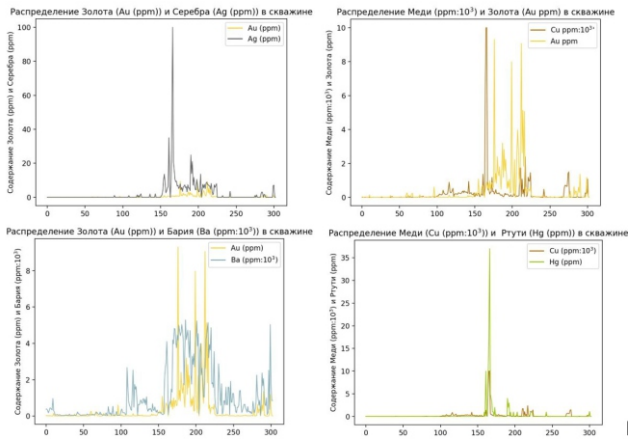 Распределение Золота (Au (ppm)) и Серебра (Ag (ppm)) в скважине
Содержание Золота (ppm) и Серебра (ppm)
Au (ppm)
Ag (ppm)
100
80
60
40
20
0
0 50 100 150 200 250 300
Распределение Меди (ppm:10³) и Золота (Au ppm) в скважине
Содержание Меди (ppm:10³) и Золота (ppm)
Cu ppm:10³
Au ppm
10
8
6
4
2
0
0 50 100 150 200 250 300
Распределение Золота (Au (ppm)) и Бария (Ba (ppm:10³)) в скважине
Содержание Золота (ppm) и Бария (ppm:10³)
Au (ppm)
Ba (ppm:10³)
8
6
4
2
0
0 50 100 150 200 250 300
Распределение Меди (Cu (ppm:10³)) и Ртути (Hg (ppm)) в скважине
Содержание Меди (ppm:10³) и Ртути (ppm)
Cu (ppm:10³)
Hg (ppm)
35
30
25
20
15
10
5
0
0 50 100 150 200 250 300